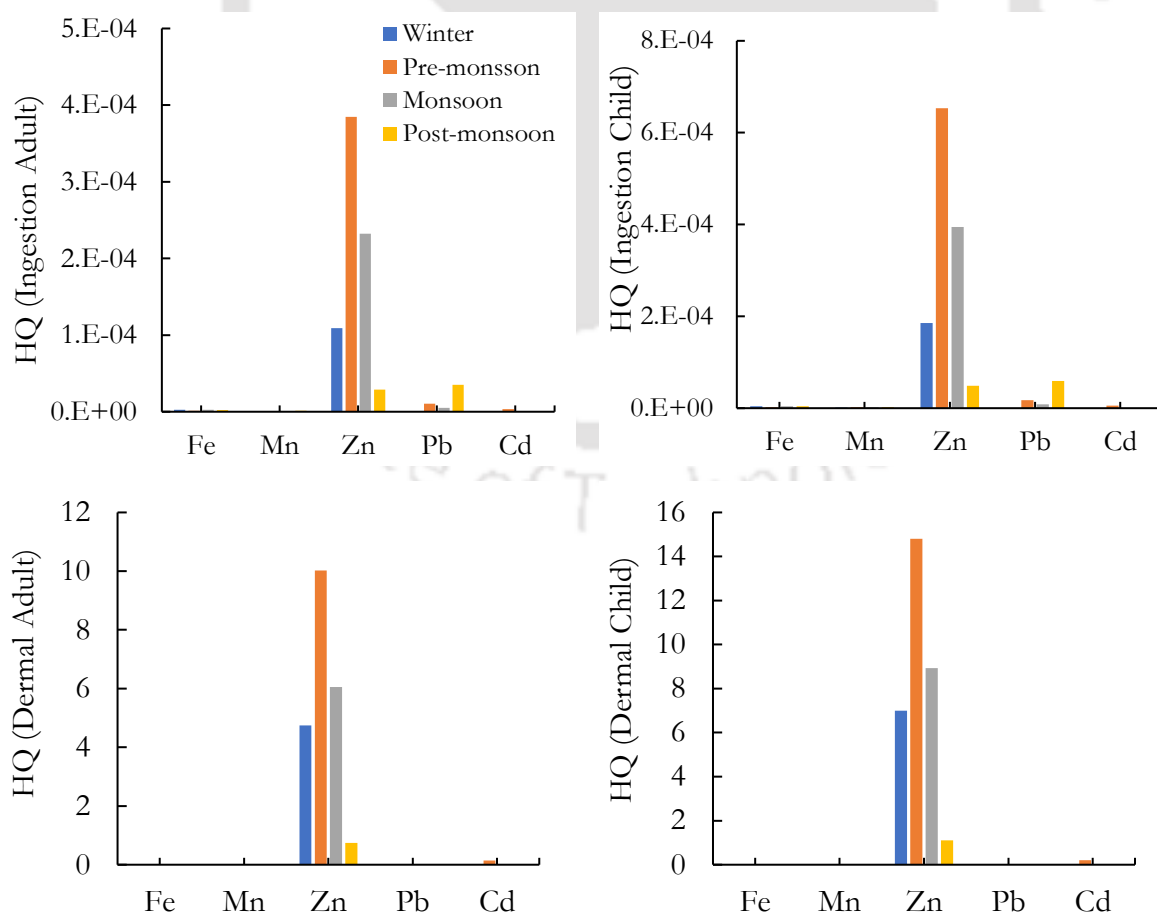 HQ (Ingestion Adult)
5.E-04
4.E-04
3.E-04
2.E-04
1.E-04
0.E+00
Winter
Pre-monsson
Monsoon
Post-monsoon
Fe Mn Zn Pb Cd
HQ (Ingestion Child)
8.E-04
6.E-04
4.E-04
2.E-04
0.E+00
Fe Mn Zn Pb Cd
HQ (Dermal Adult)
12
10
8
6
4
2
0
Fe Mn Zn Pb Cd
HQ (Dermal Child)
16
14
12
10
8
6
4
2
0
Fe Mn Zn Pb Cd